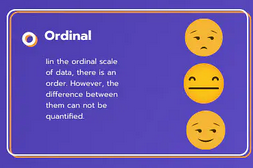 Ordinal
Iin the ordinal scale
of data, there is an
order. However, the
difference between
them can not be
quantified.